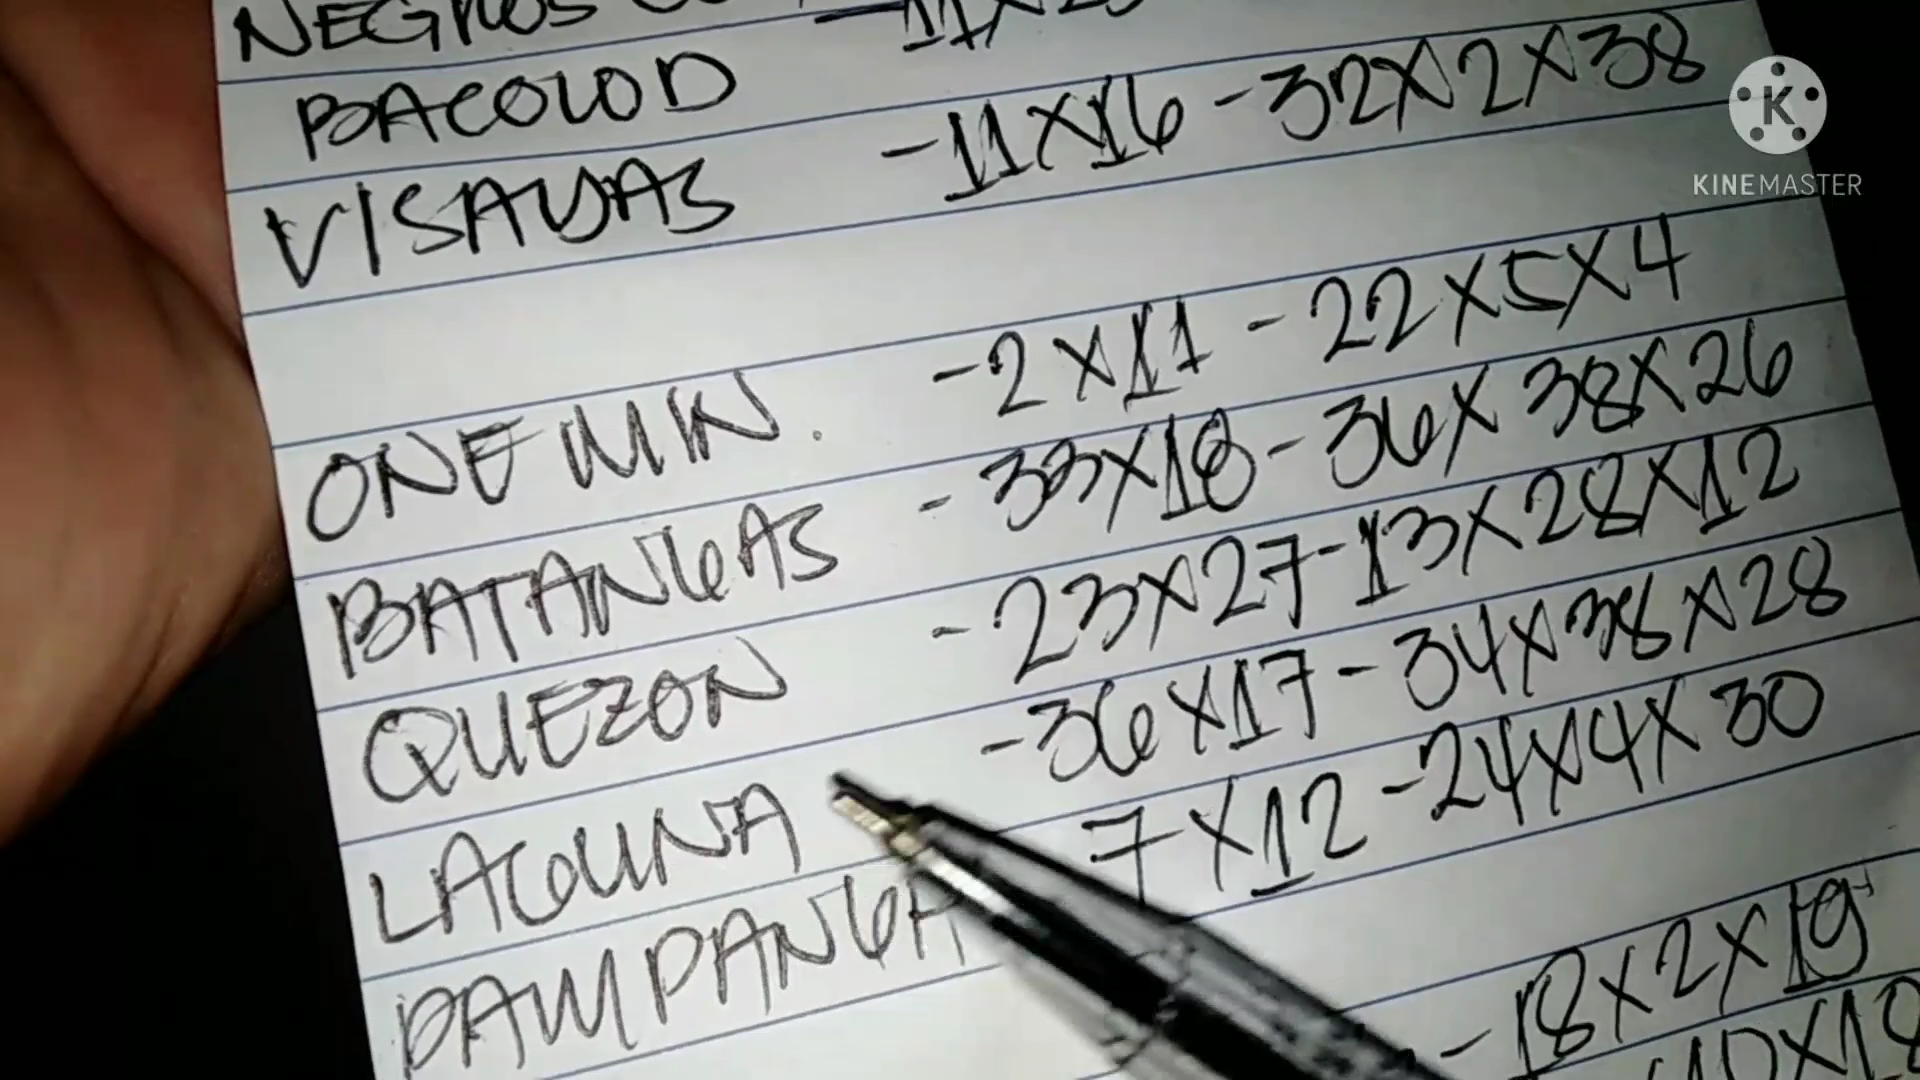 NEGROS
BACOLOD
VISAYAS -11X16 - 32X2X38
ONE MIN. -2X11 - 22X5X4
BATANGAS - 33X18 - 36X38X26
QUEZON - 23X27 - 13X28X12
LAGUNA -36X17 - 34X38X28
PAMPANGA 7X12 - 24X4X30
-18X2X19
KINEMASTER